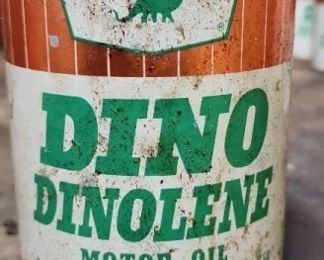 ®
DINO
DINOLENE
MOTOR OIL